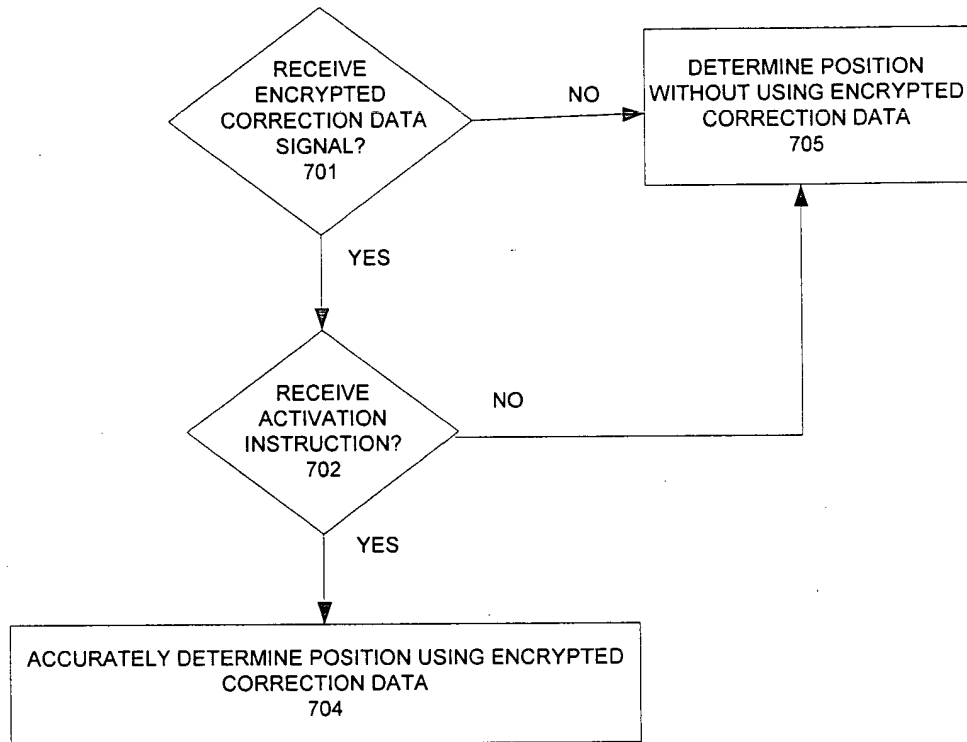 RECEIVE
ENCRYPTED
CORRECTION DATA
SIGNAL?
701
NO
DETERMINE POSITION
WITHOUT USING ENCRYPTED
CORRECTION DATA
705
YES
RECEIVE
ACTIVATION
INSTRUCTION?
702
NO
YES
ACCURATELY DETERMINE POSITION USING ENCRYPTED
CORRECTION DATA
704